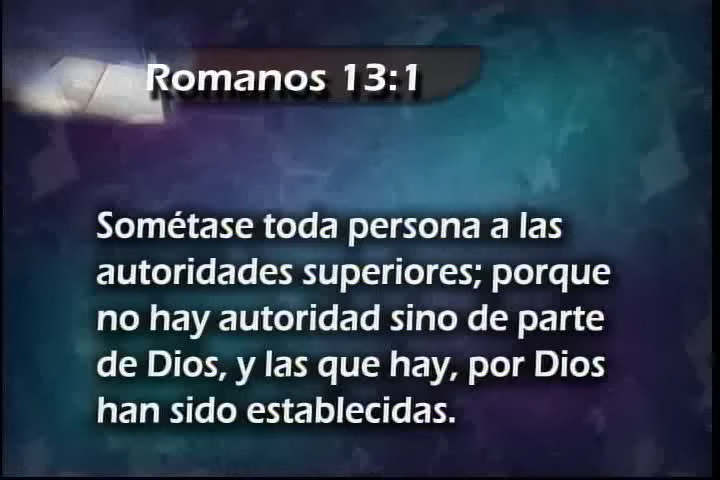 Romanos 13:1
Sométase toda persona a las
autoridades superiores; porque
no hay autoridad sino de parte
de Dios, y las que hay, por Dios
han sido establecidas.